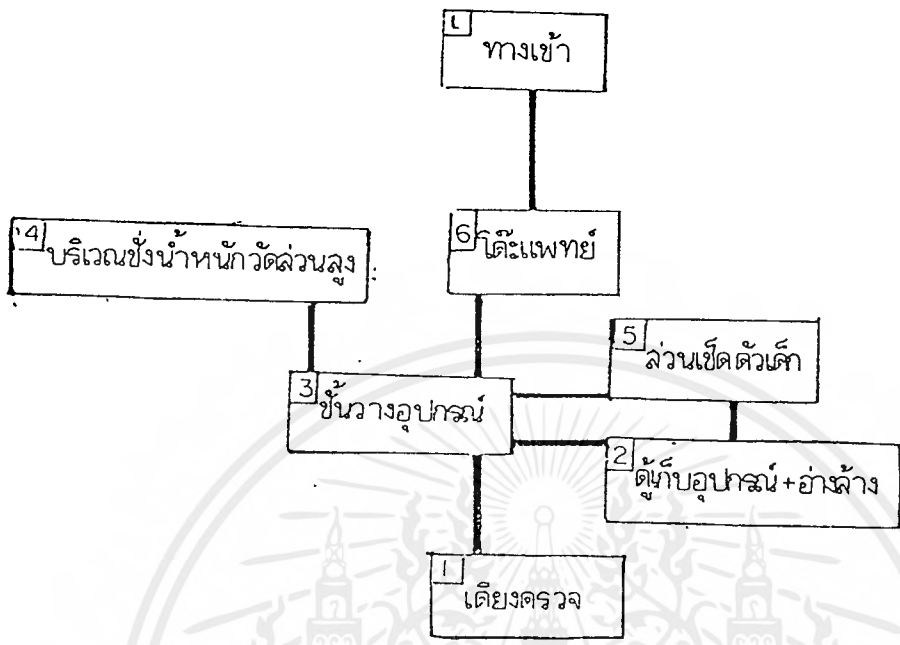 ทางเข้า
4 บริเวณชั่งน้ำหนักวัดส่วนสูง
6 โต๊ะแพทย์
5 ส่วนเช็ดตัวเด็ก
3 ชั้นวางอุปกรณ์
2 ตู้เก็บอุปกรณ์+อ่างล้าง
1 เตียงตรวจ